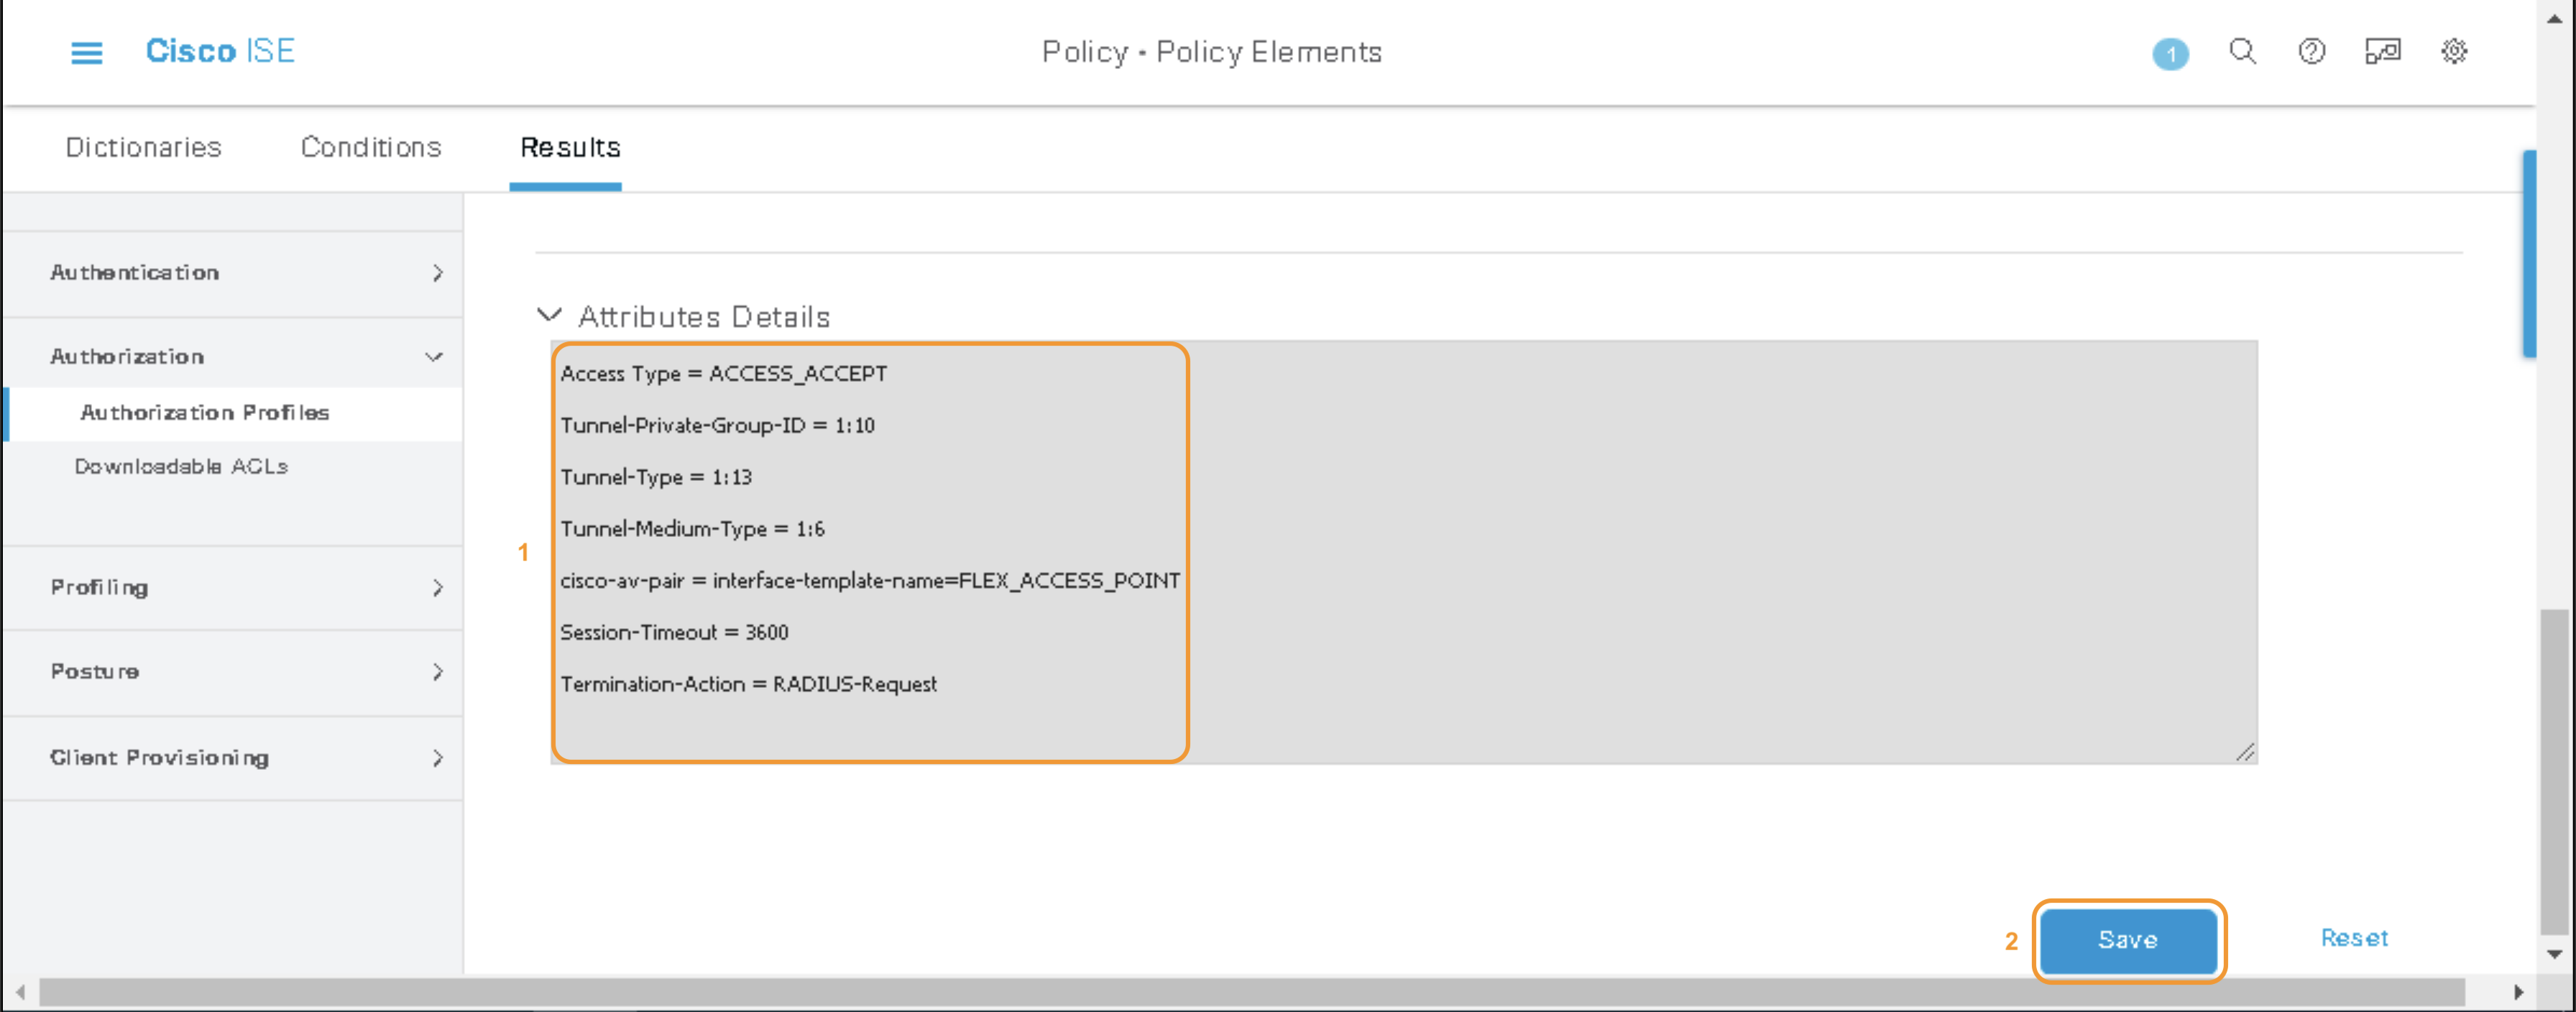 Cisco ISE
Policy · Policy Elements
1
Dictionaries
Conditions
Results
Authentication
Authorization
Authorization Profiles
Downloadable ACLs
Profiling
Posture
Client Provisioning
Attributes Details
1
Access Type = ACCESS_ACCEPT
Tunnel-Private-Group-ID = 1:10
Tunnel-Type = 1:13
Tunnel-Medium-Type = 1:6
cisco-av-pair = interface-template-name=FLEX_ACCESS_POINT
Session-Timeout = 3600
Termination-Action = RADIUS-Request
2
Save
Reset